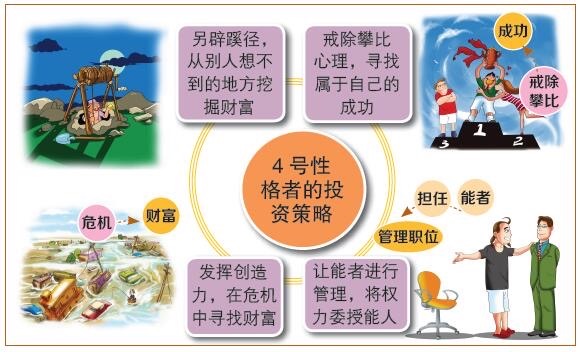 另辟蹊径，
从别人想不
到的地方挖
掘财富
戒除攀比
心理，寻找
属于自己的
成功
成功
戒除
攀比
3
1
2
4号性
格者的投
资策略
危机
财富
担任
能者
管理职位
发挥创造
力，在危机
中寻找财富
让能者进行
管理，将权
力委授能人